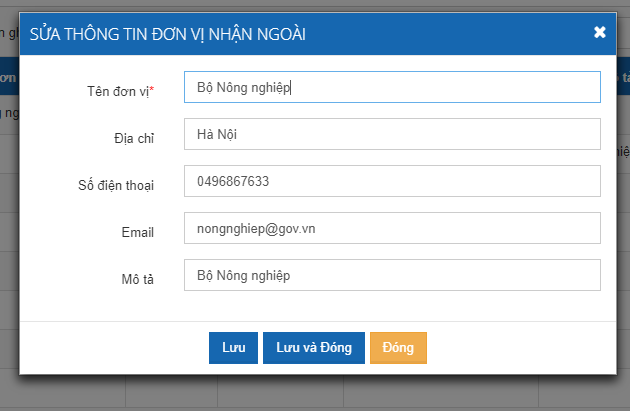 SỬA THÔNG TIN ĐƠN VỊ NHẬN NGOÀI ✖
Tên đơn vị* Bộ Nông nghiệp
Địa chỉ Hà Nội
Số điện thoại 0496867633
Email nongnghiep@gov.vn
Mô tả Bộ Nông nghiệp
Lưu Lưu và Đóng Đóng